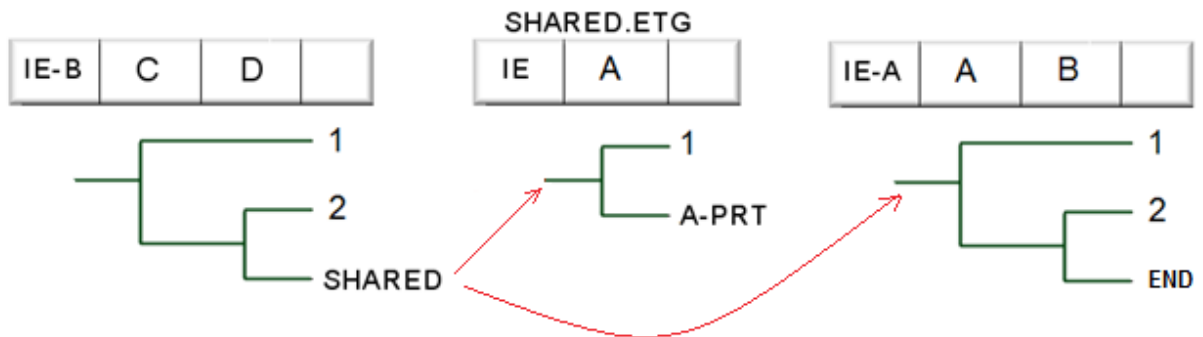 SHARED.ETG
IE-B C D
IE A
IE-A A B
1
2
SHARED
1
A-PRT
1
2
END